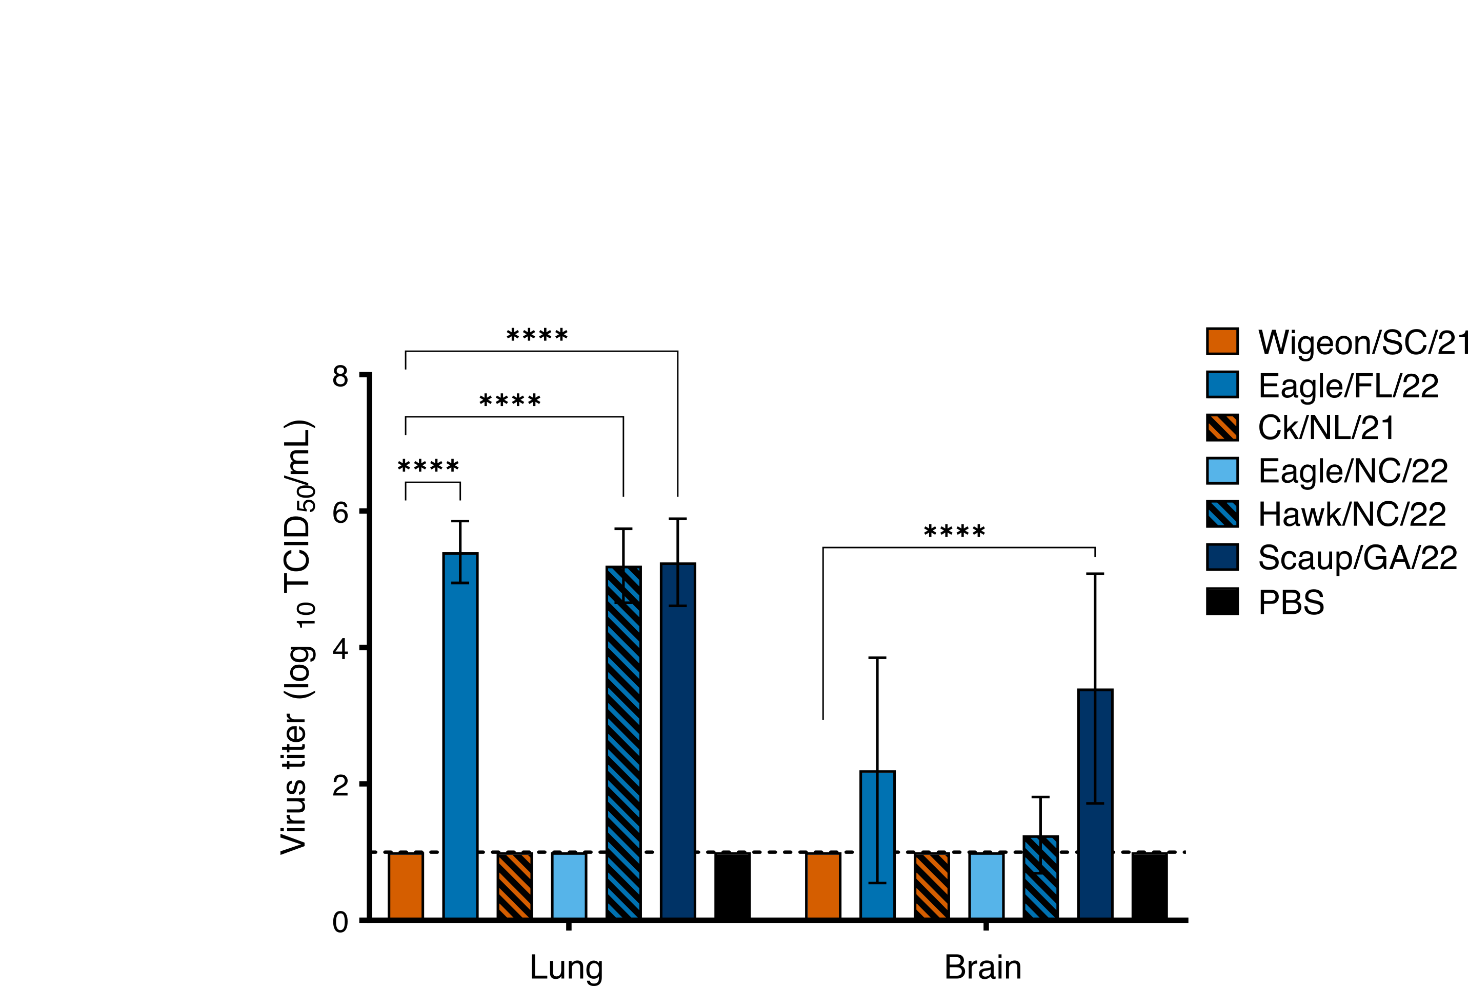 ****
****
****
****
8
6
4
2
0
Virus titer (log 10 TCID50/mL)
Lung
Brain
Wigeon/SC/21
Eagle/FL/22
Ck/NL/21
Eagle/NC/22
Hawk/NC/22
Scaup/GA/22
PBS